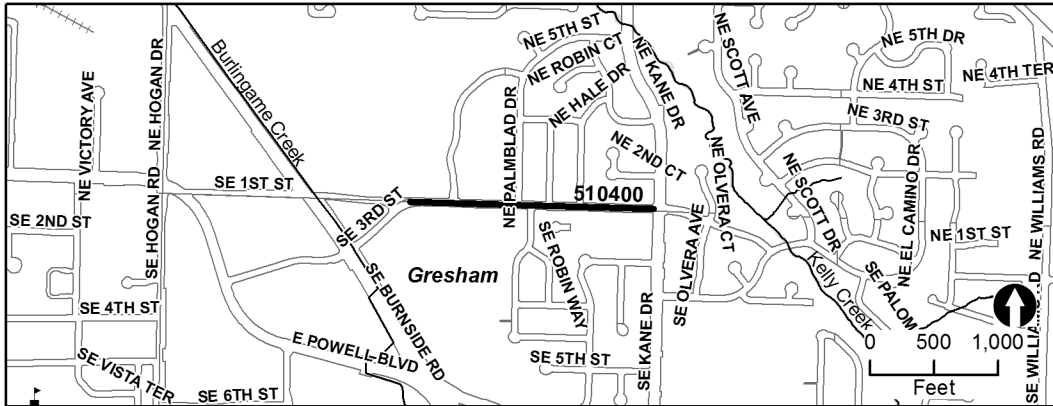 NE 5TH ST
NE ROBIN CT
NE HALE DR
NE KANE DR
NE SCOTT AVE
NE 5TH DR
NE 4TH ST
NE 4TH TER
NE 3RD ST
NE VICTORY AVE
NE HOGAN DR
Burlingame Creek
NE PALMBLAD DR
NE 2ND CT
NE OLVERA CT
NE SCOTT DR
NE EL CAMINO DR
NE WILLIAMS RD
SE 1ST ST
510400
SE 2ND ST
SE HOGAN RD
SE 3RD ST
Gresham
SE ROBIN WAY
SE OLVERA AVE
NE 1ST ST
Kelly Creek
SE PALOM
SE 4TH ST
SE BURNSIDE RD
SE KANE DR
E POWELL BLVD
SE 5TH ST
SE VISTA TER
SE 6TH ST
SE WILLIAMS RD
0 500 1,000
Feet